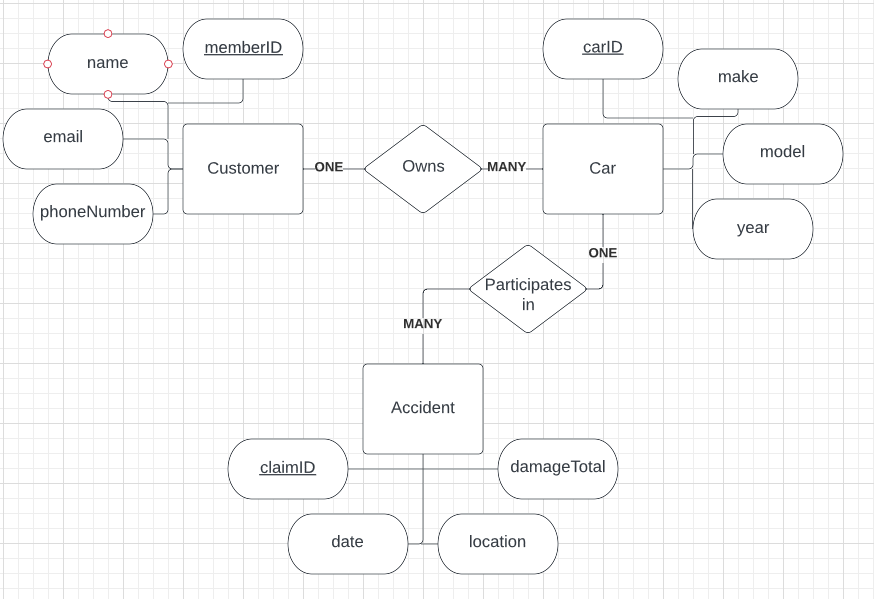 name
memberID
carID
make
email
Customer
ONE
Owns
MANY
Car
model
phoneNumber
year
ONE
Participates
in
MANY
Accident
claimID
damageTotal
date
location